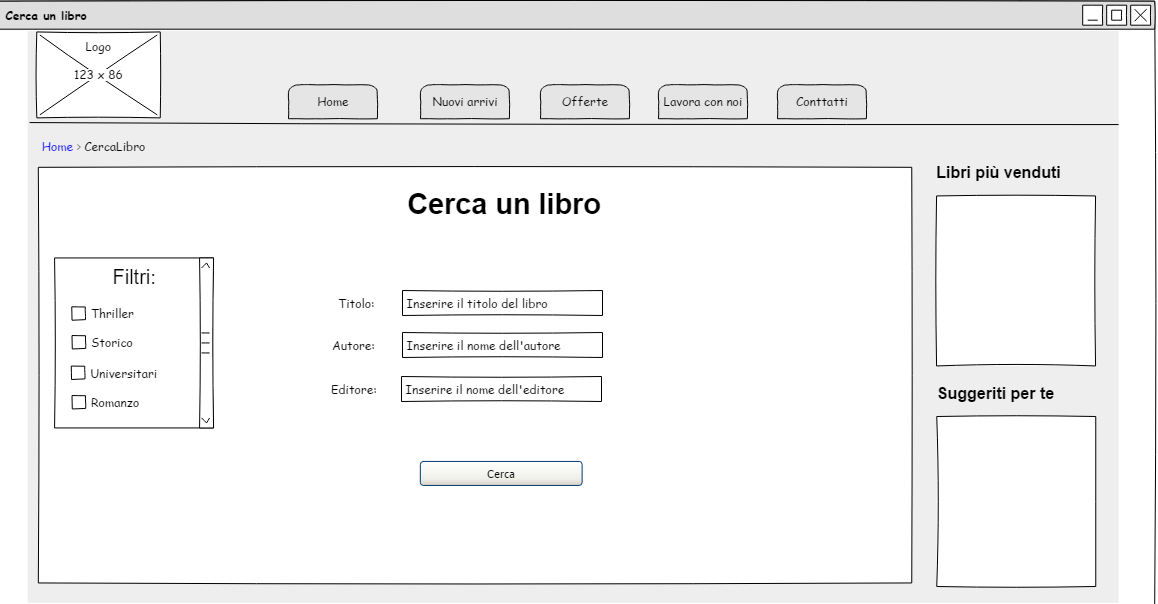 Cerca un libro
Logo
123 x 86
Home
Nuovi arrivi
Offerte
Lavora con noi
Conttatti
Home > CercaLibro
Cerca un libro
Filtri:
Thriller
Storico
Universitari
Romanzo
Titolo: Inserire il titolo del libro
Autore: Inserire il nome dell'autore
Editore: Inserire il nome dell'editore
Cerca
Libri più venduti
Suggeriti per te